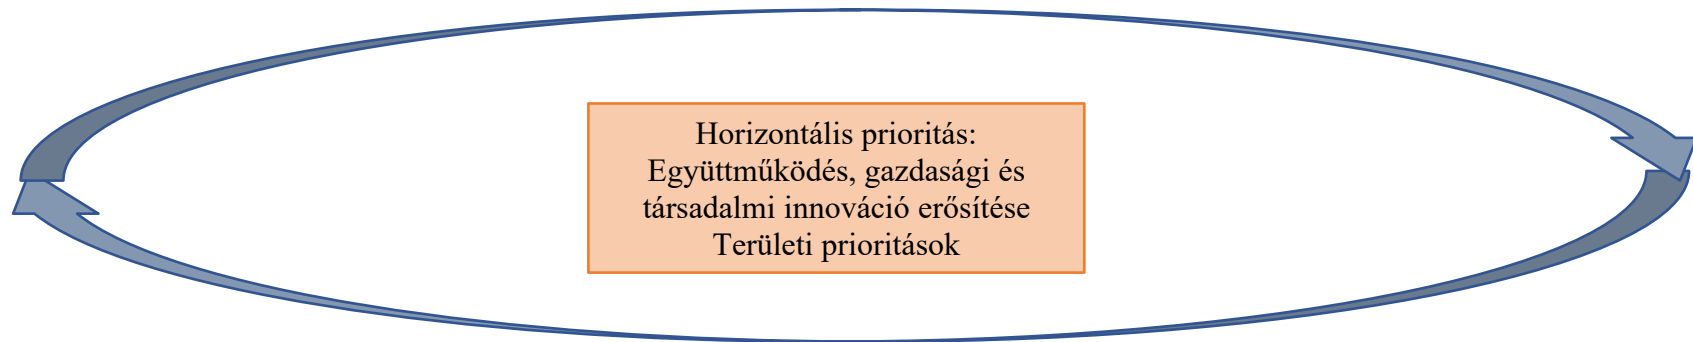 Horizontális prioritás:
Együttműködés, gazdasági és
társadalmi innováció erősítése
Területi prioritások